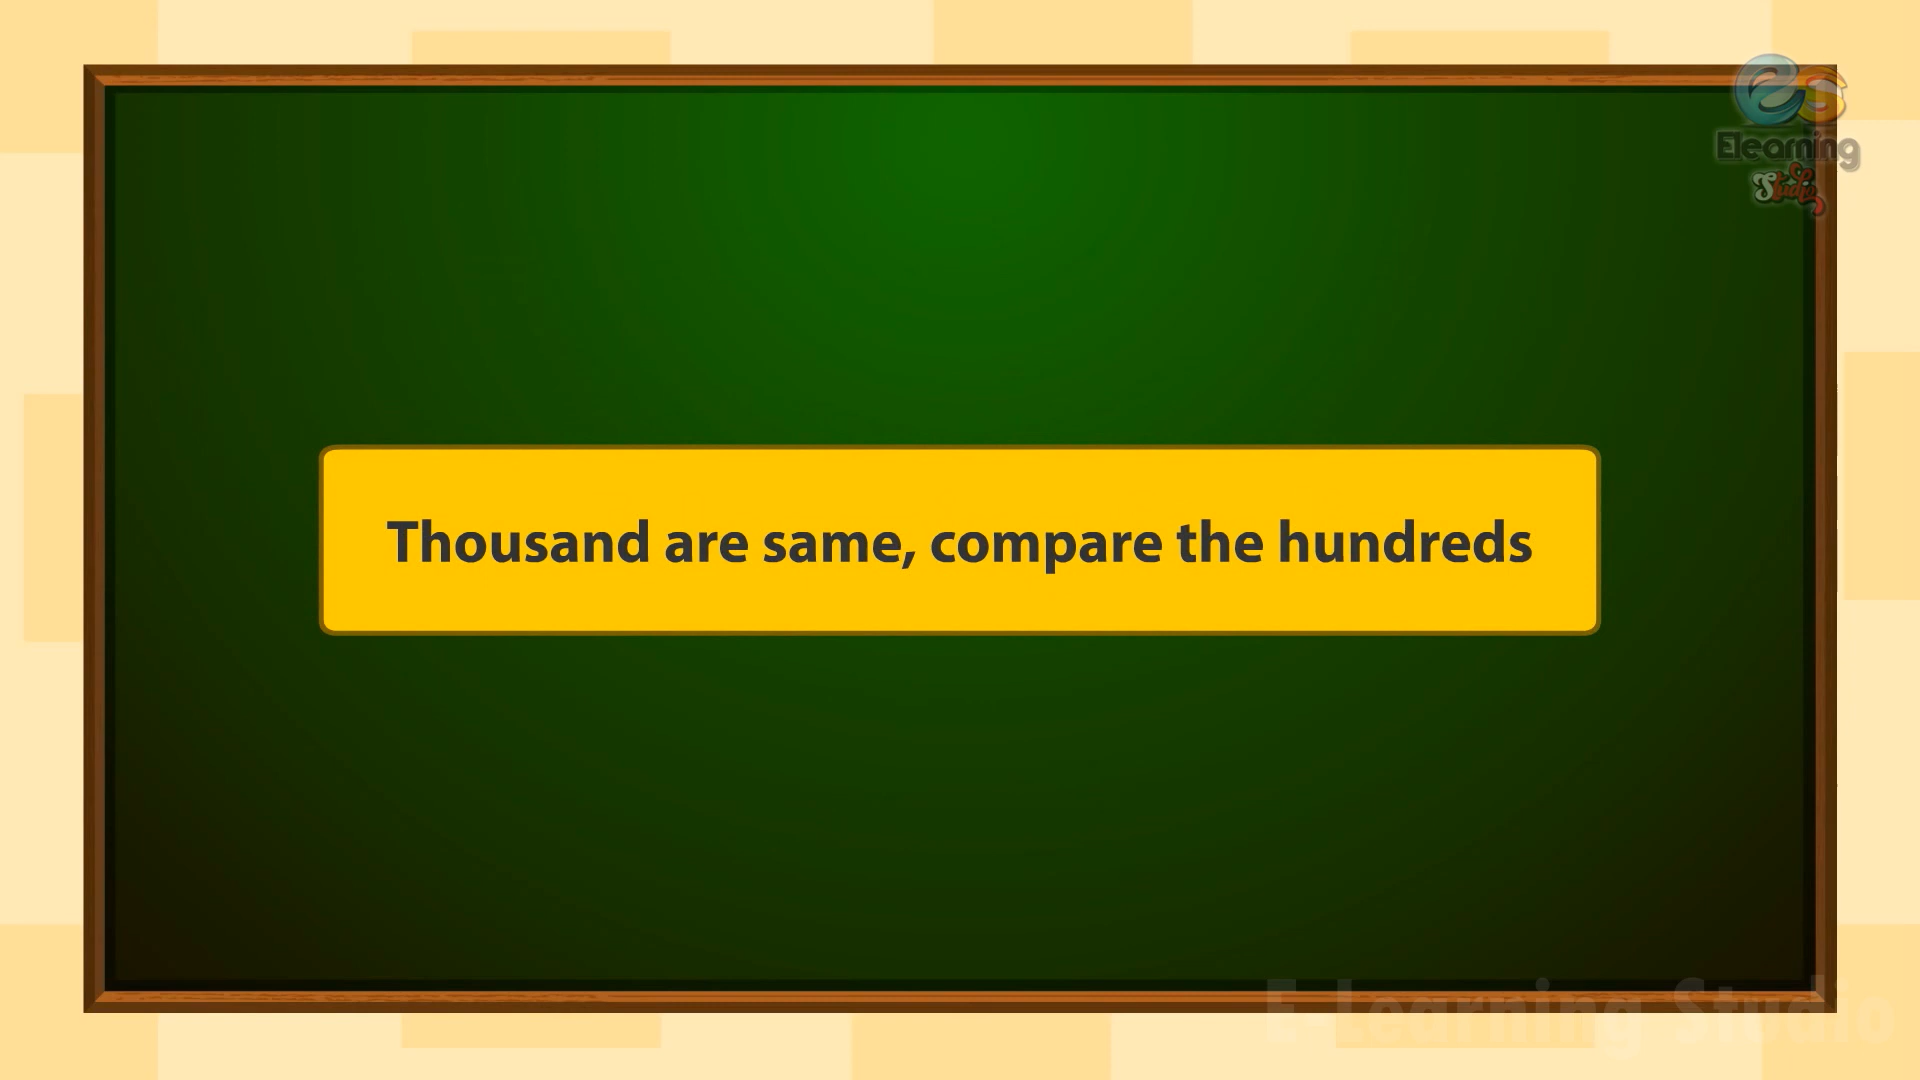 Elearning
Studio
Thousand are same, compare the hundreds
E-Learning Studio